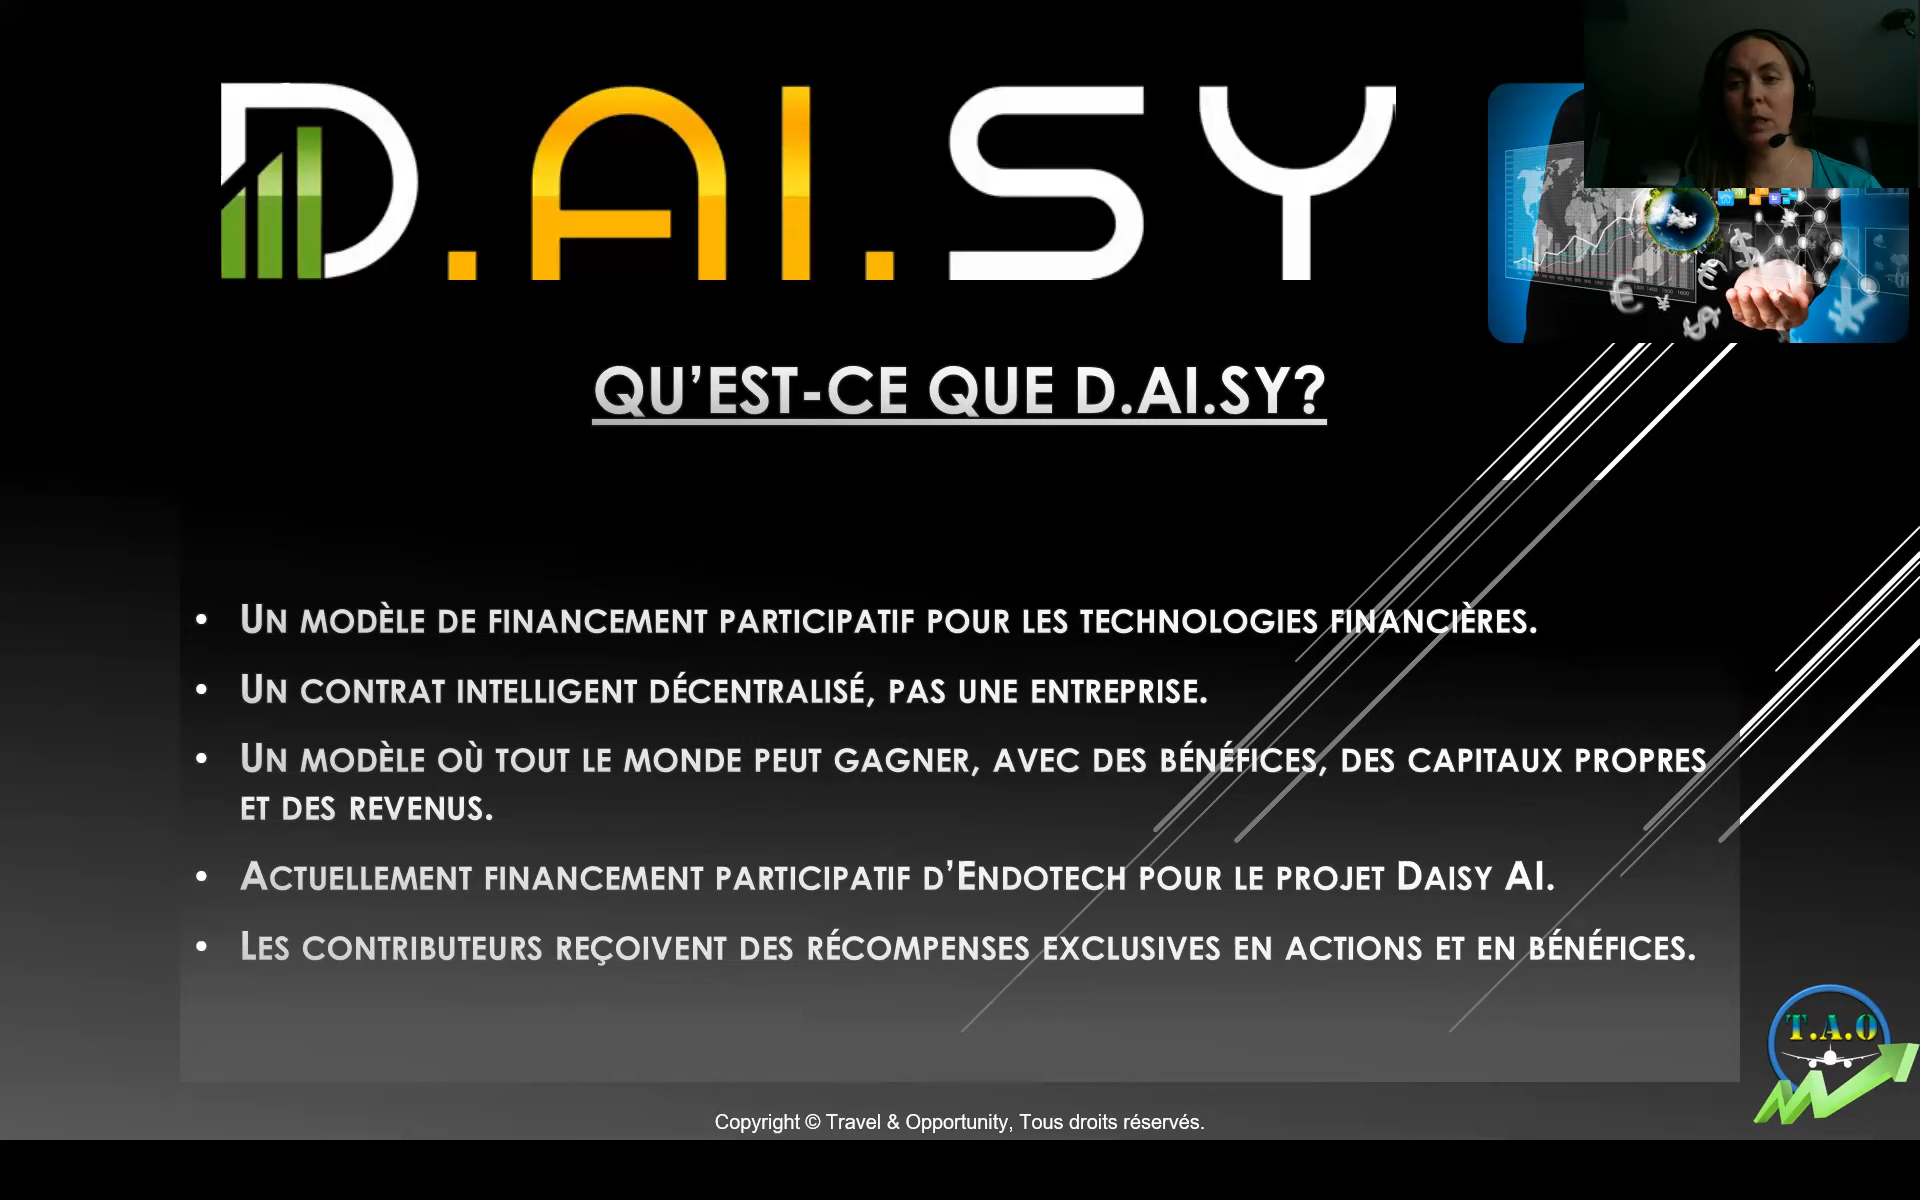 D.AI.SY
QU’EST-CE QUE D.AI.SY?
• Un modèle de financement participatif pour les technologies financières.
• Un contrat intelligent décentralisé, pas une entreprise.
• Un modèle où tout le monde peut gagner, avec des bénéfices, des capitaux propres
et des revenus.
• Actuellement financement participatif d’Endotech pour le projet Daisy AI.
• Les contributeurs reçoivent des récompenses exclusives en actions et en bénéfices.
T.A.O
Copyright © Travel & Opportunity, Tous droits réservés.